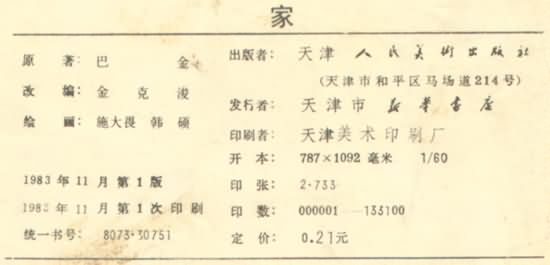 家
原著:巴金
改编:金克浚
绘画:施大畏 韩硕
1983年11月第1版
1983年11月第1次印刷
统一书号:8073·30751
出版者:天津人民美术出版社
(天津市和平区马场道214号)
发行者:天津市新华书店
印刷者:天津美术印刷厂
开本:787×1092毫米 1/60
印张:2·733
印数:000001—133100
定价:0.21元